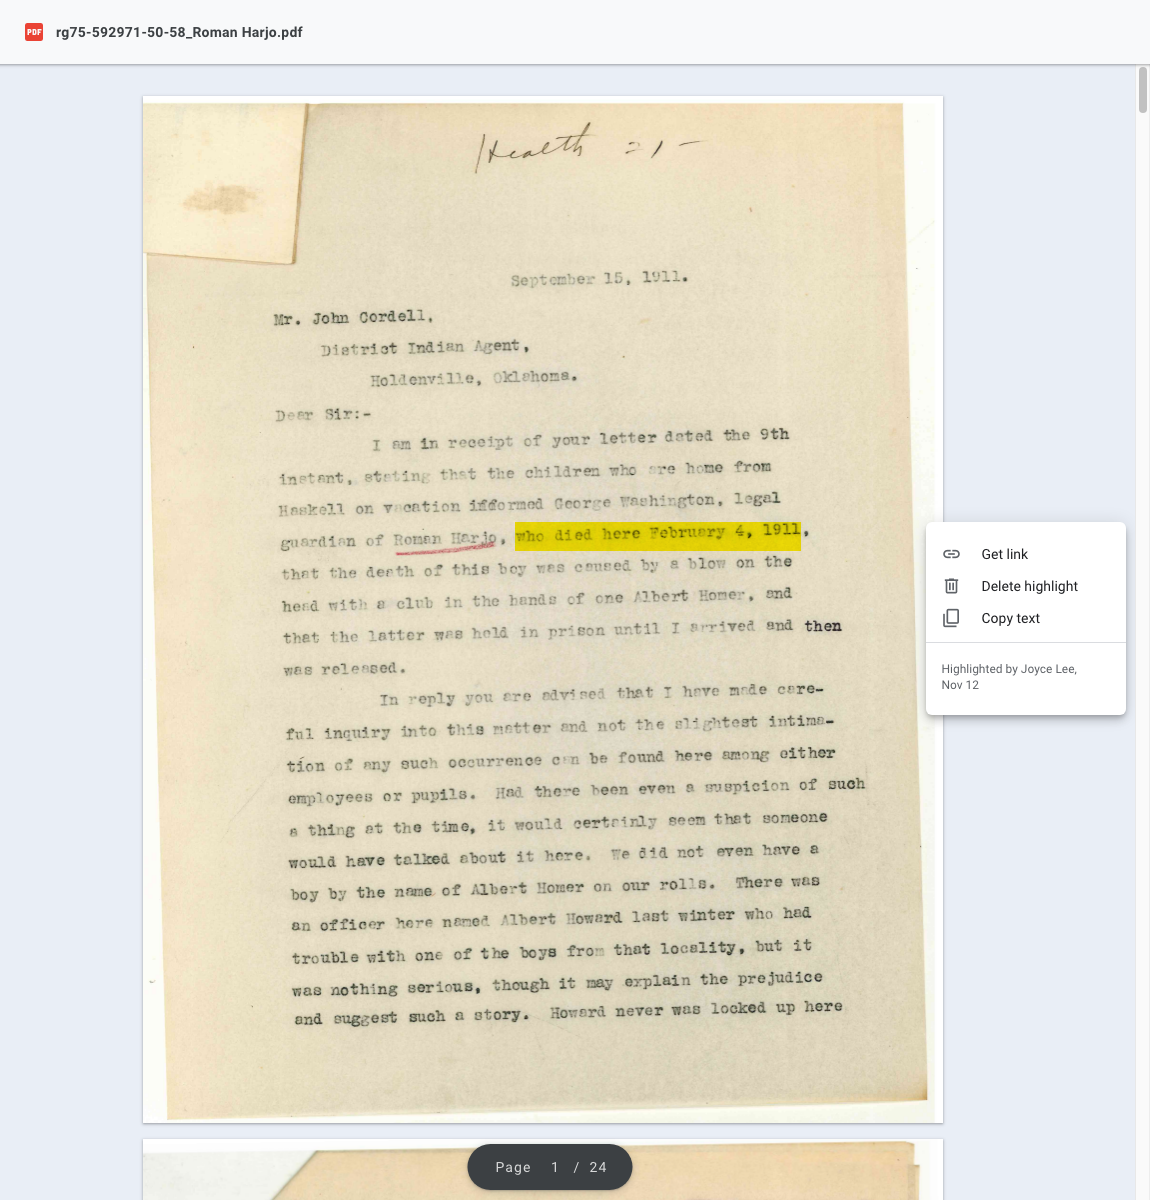 PDF rg75-592971-50-58_Roman Harjo.pdf
Health
September 15, 1911.
Mr. John Cordell,
District Indian Agent,
Holdenville, Oklahoma.
Dear Sir:-
I am in receipt of your letter dated the 9th
instant, stating that the children who are home from
Haskell on vacation informed George Washington, legal
guardian of Roman Harjo, who died here February 4, 1911,
that the death of this boy was caused by a blow on the
head with a club in the hands of one Albert Homer, and
that the latter was held in prison until I arrived and then
was released.
In reply you are advised that I have made care-
ful inquiry into this matter and not the slightest intima-
tion of any such occurrence can be found here among either
employees or pupils. Had there been even a suspicion of such
a thing at the time, it would certainly seem that someone
would have talked about it here. We did not even have a
boy by the name of Albert Homer on our rolls. There was
an officer here named Albert Howard last winter who had
trouble with one of the boys from that locality, but it
was nothing serious, though it may explain the prejudice
and suggest such a story. Howard never was locked up here
Get link
Delete highlight
Copy text
Highlighted by Joyce Lee,
Nov 12
Page 1 / 24